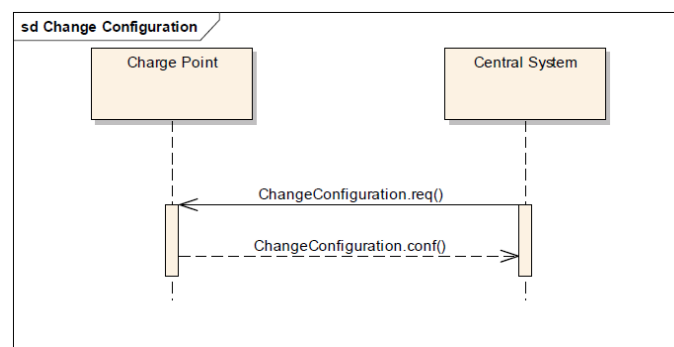 sd Change Configuration
Charge Point
Central System
ChangeConfiguration.req()
ChangeConfiguration.conf()